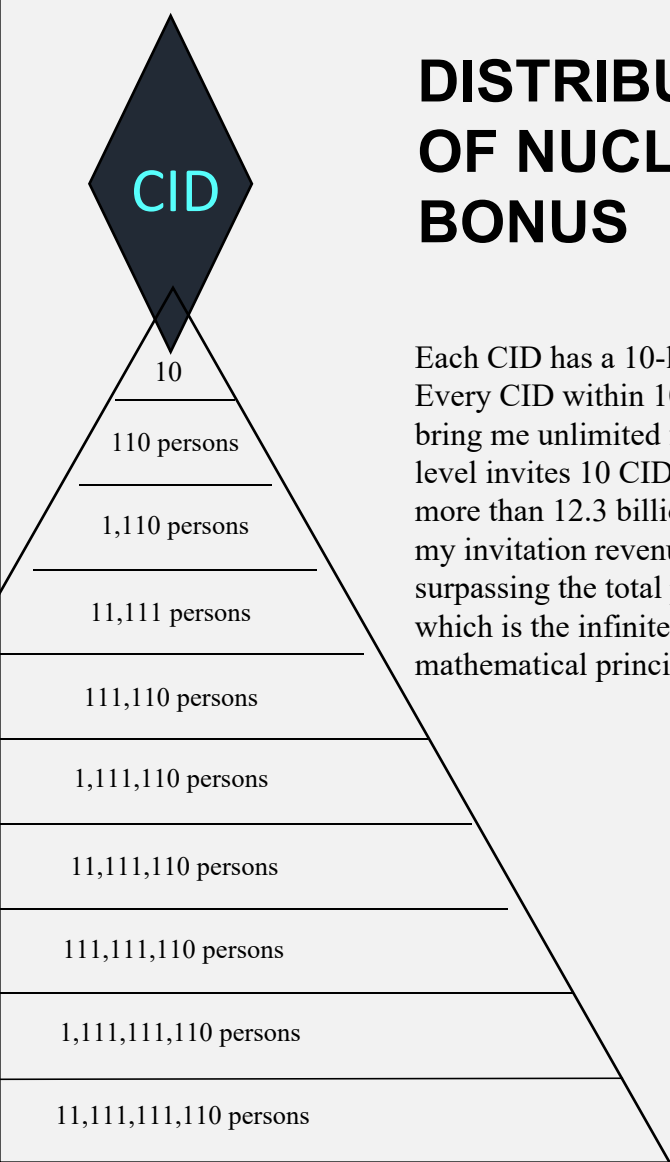 CID
DISTRIBU
OF NUCL
BONUS
Each CID has a 10-l
Every CID within 10
bring me unlimited
level invites 10 CID
more than 12.3 billi
my invitation revenu
surpassing the total
which is the infinite
mathematical princi
10
110 persons
1,110 persons
11,111 persons
111,110 persons
1,111,110 persons
11,111,110 persons
111,111,110 persons
1,111,111,110 persons
11,111,111,110 persons